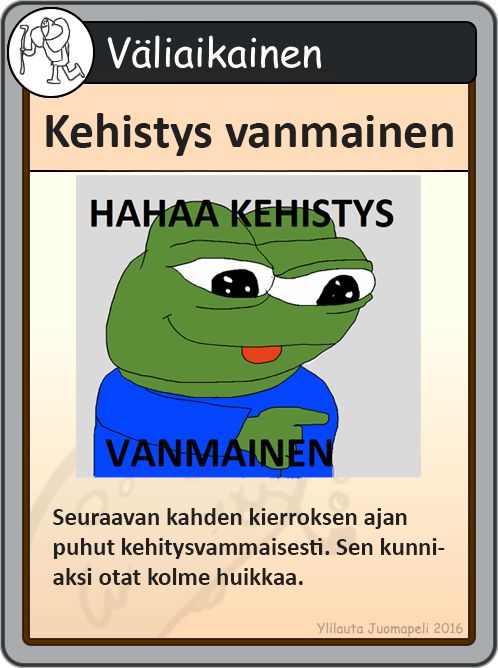 Väliaikainen
Kehistys vanmainen
HAHAA KEHISTYS
VANMAINEN
Seuraavan kahden kierroksen ajan
puhut kehitysvammaisesti. Sen kunni-
aksi otat kolme huikkaa.
Ylilauta Juomapeli 2016